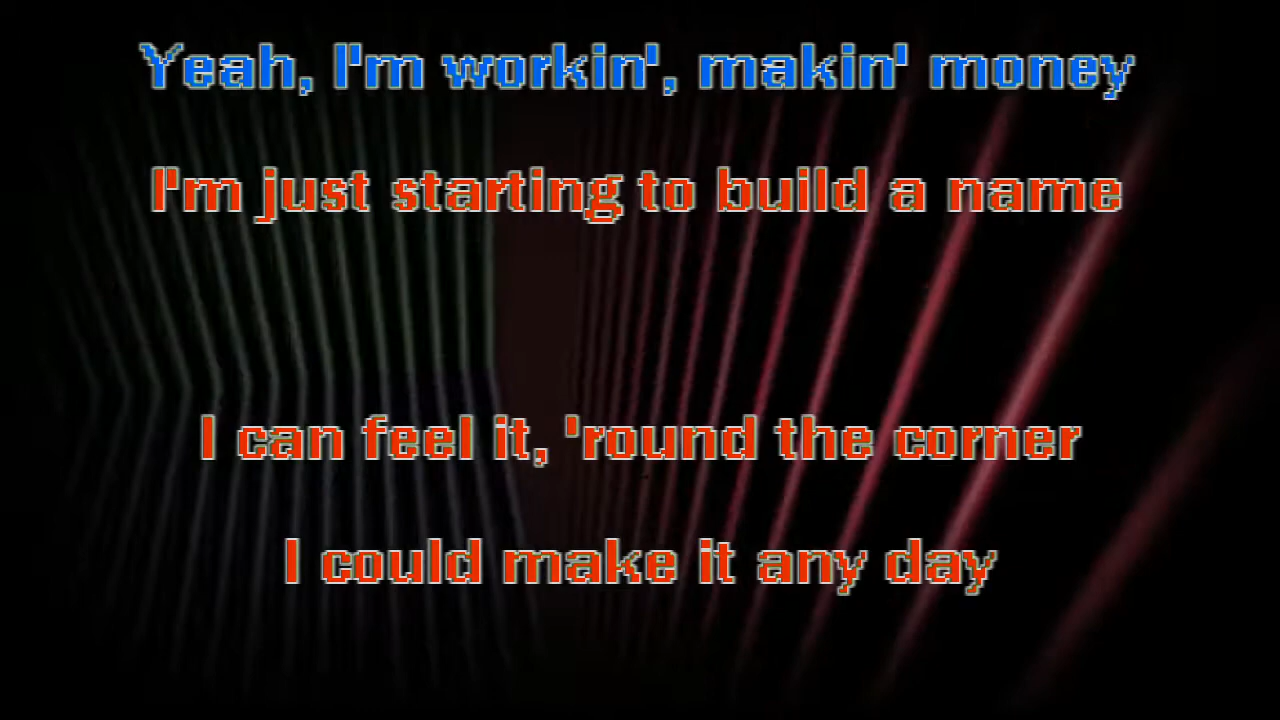 Yeah, I'm workin', makin' money
I'm just starting to build a name
I can feel it, 'round the corner
I could make it any day